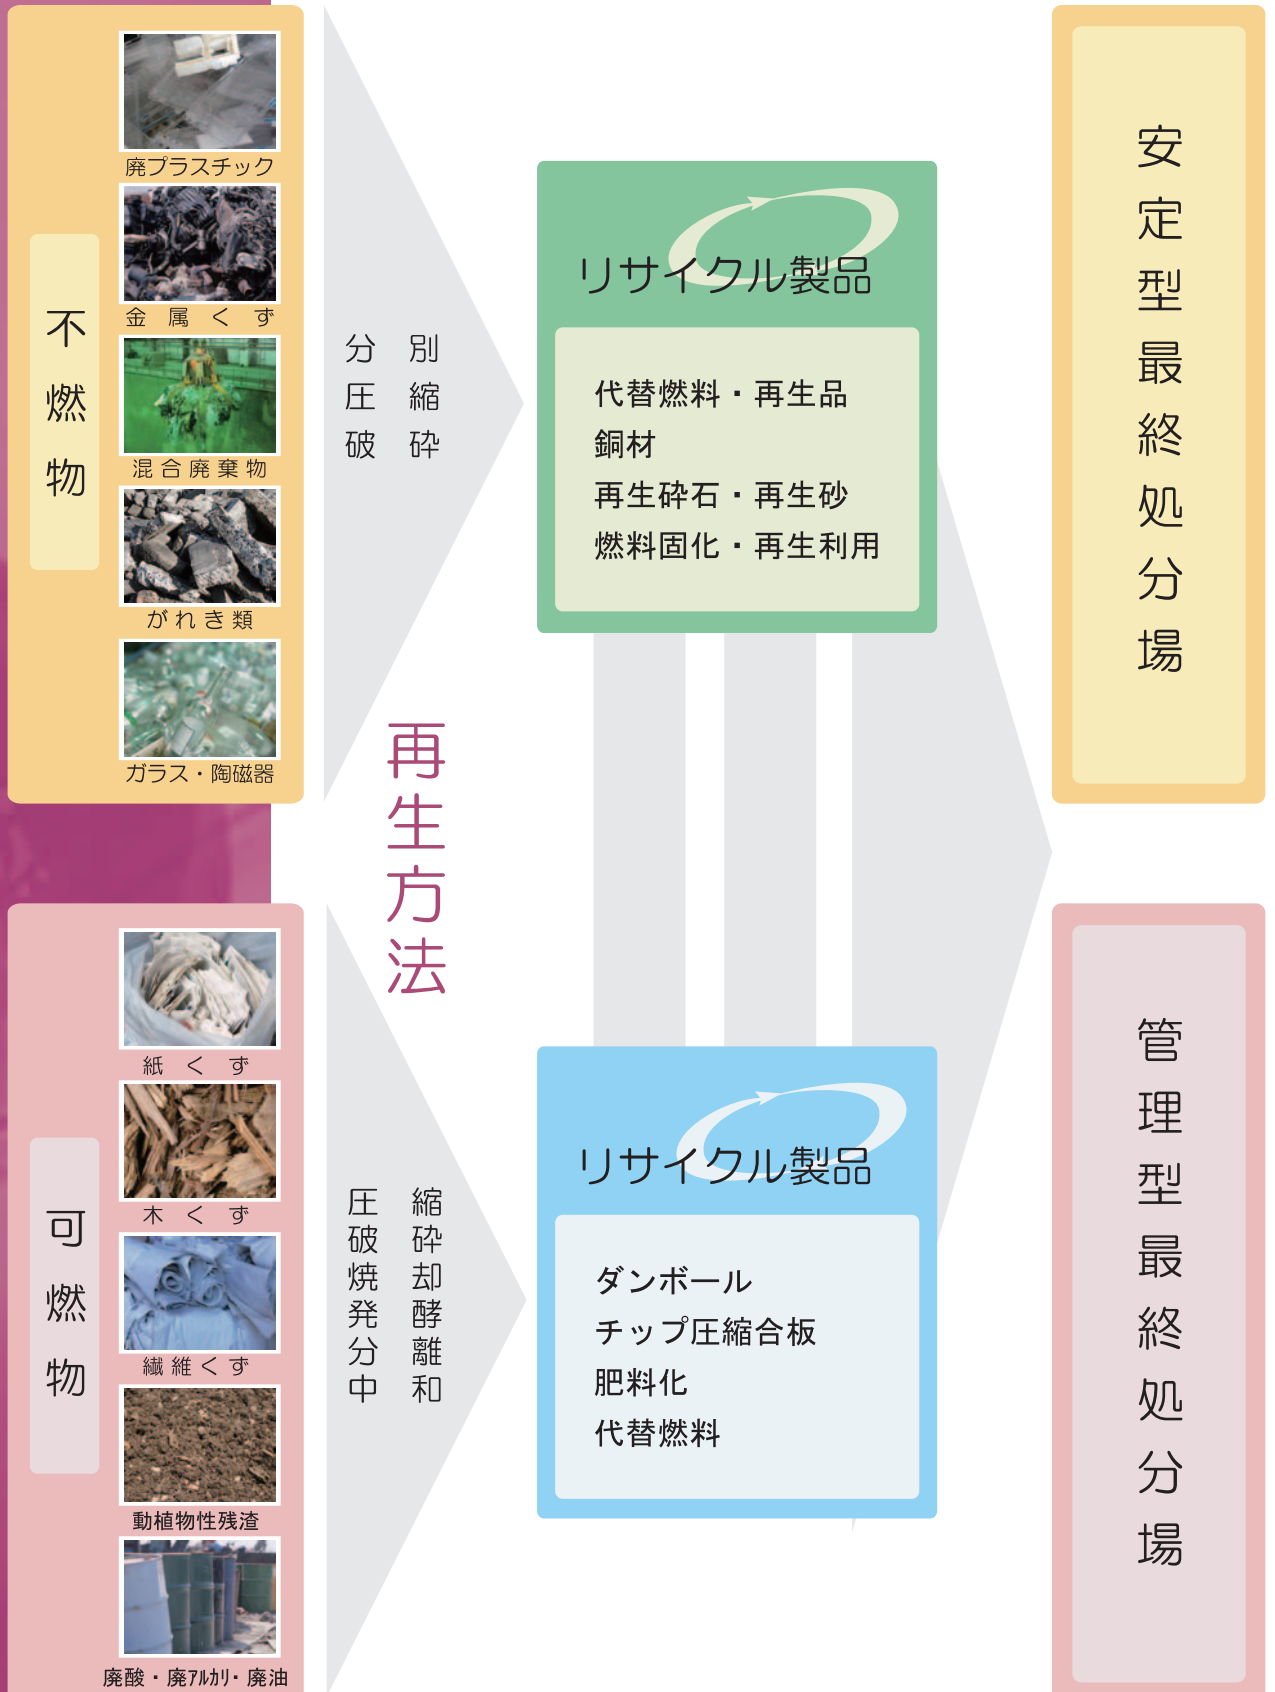 不燃物
廃プラスチック
金属くず
混合廃棄物
がれき類
ガラス・陶磁器
分別
圧縮
破砕
再生方法
リサイクル製品
代替燃料・再生品
銅材
再生砕石・再生砂
燃料固化・再生利用
安定型最終処分場
可燃物
紙くず
木くず
繊維くず
動植物性残渣
廃酸・廃アルカリ・廃油
圧縮
破砕
焼却
発酵
分離
中和
リサイクル製品
ダンボール
チップ圧縮合板
肥料化
代替燃料
管理型最終処分場